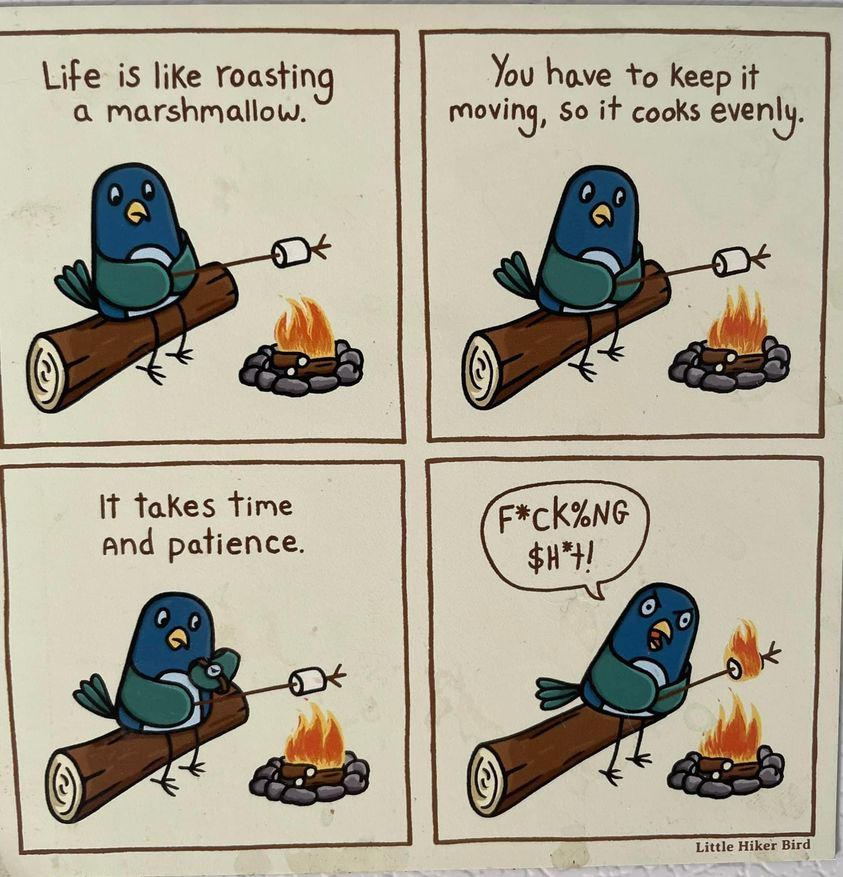 Life is like roasting
a marshmallow.
You have to keep it
moving, so it cooks evenly.
It takes time
and patience.
F*ck%NG
$H*t!
Little Hiker Bird